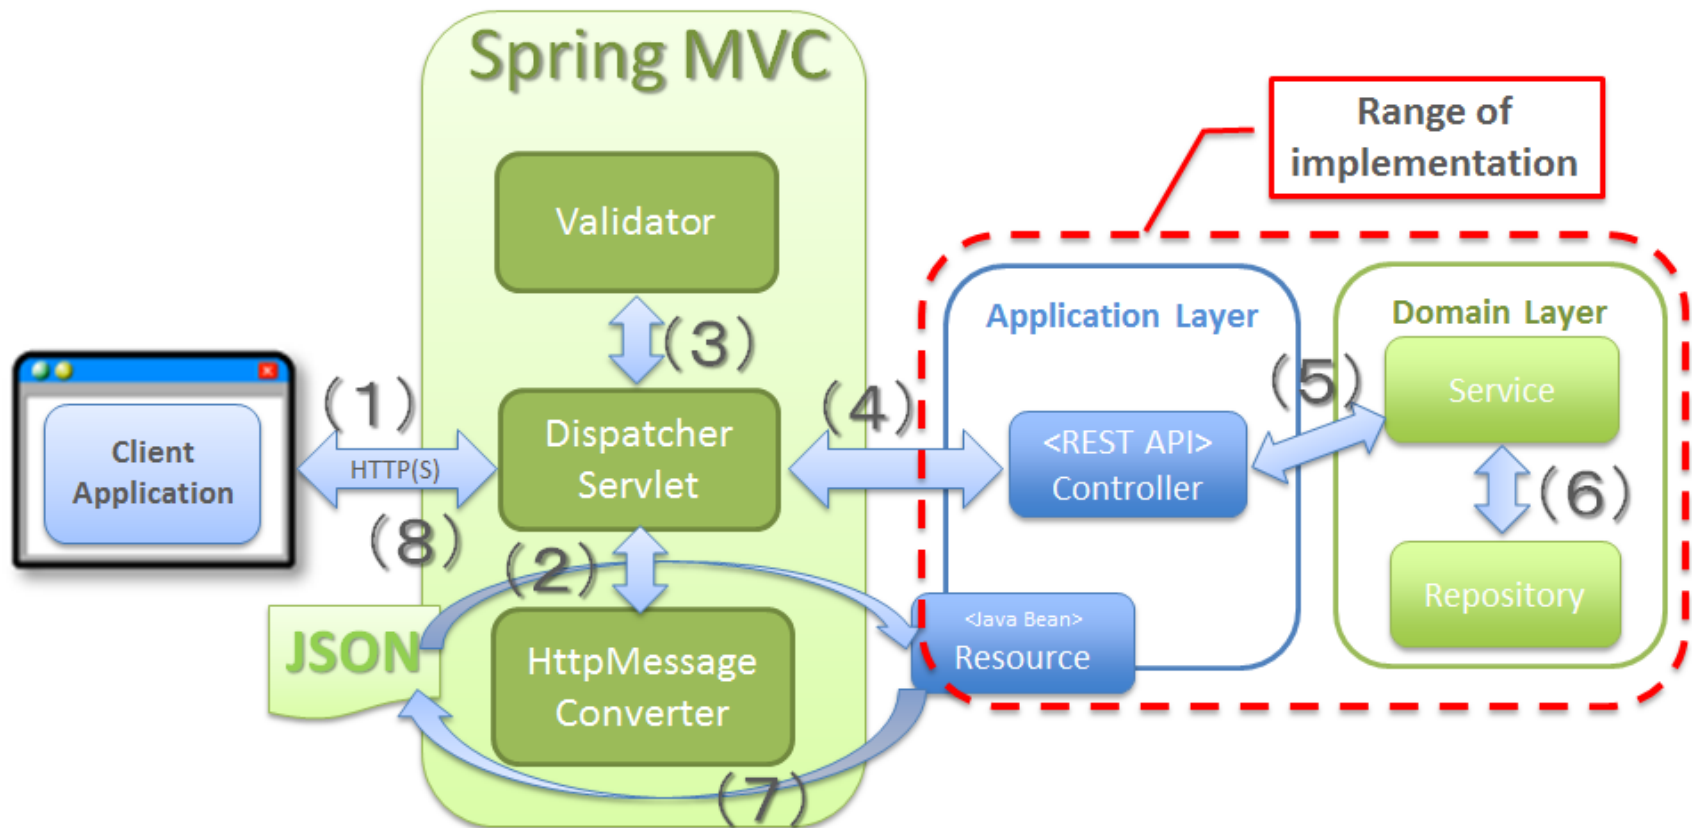 Spring MVC
Range of
implementation
Validator
Application Layer
Domain Layer
(3)
(1)
(4)
(5)
Service
Client
Application
HTTP(S)
Dispatcher
Servlet
<REST API>
Controller
(6)
(8)
(2)
Repository
JSON
HttpMessage
Converter
<Java Bean>
Resource
(7)